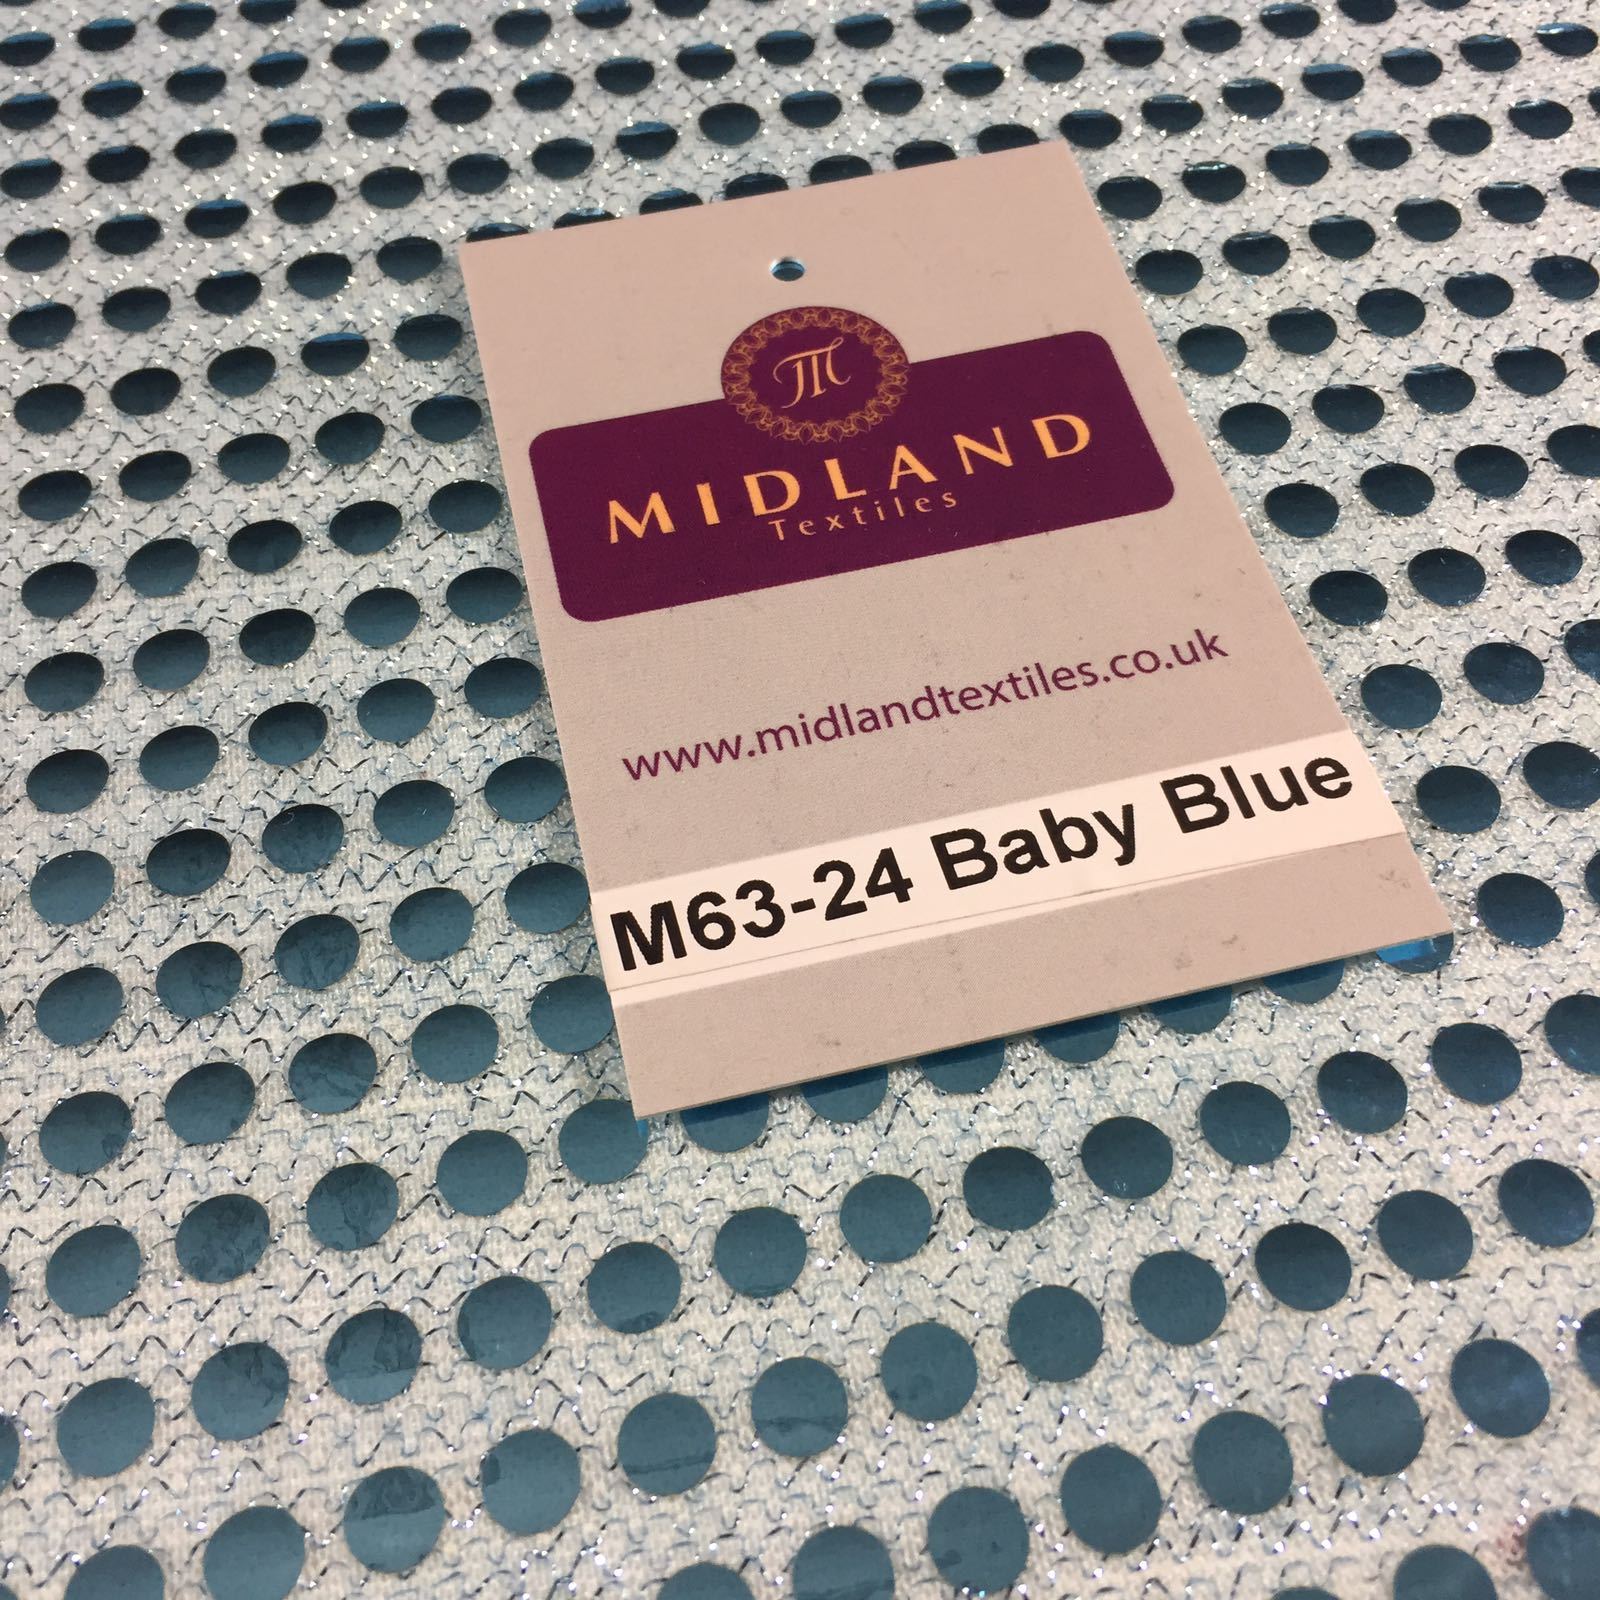 M
MIDLAND
Textiles
www.midlandtextiles.co.uk
M63-24 Baby Blue